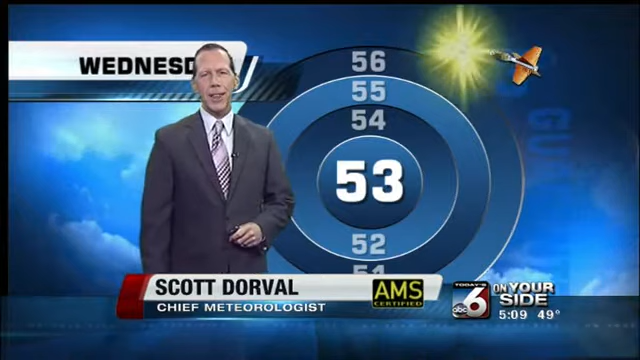 WEDNESD
56
55
54
53
52
51
SCOTT DORVAL
CHIEF METEOROLOGIST
AMS
CERTIFIED
TODAY'S
abc 6
ON YOUR
SIDE
5:09 49°